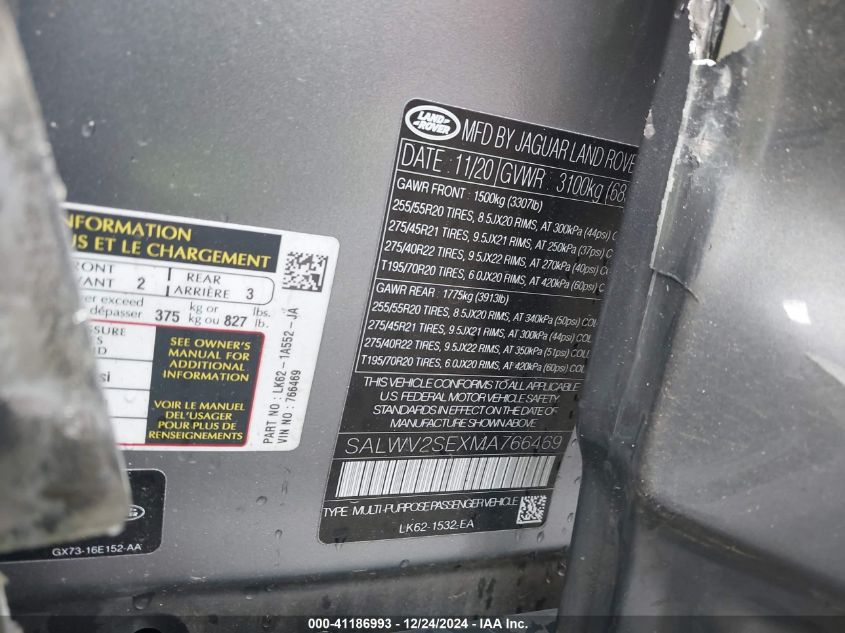 LAND ROVER
MFD BY JAGUAR LAND ROVE
DATE : 11/20 GVWR : 3100kg (68
GAWR FRONT : 1500kg (3307lb)
255/55R20 TIRES, 8.5JX20 RIMS, AT 300kPa (44psi) C
275/45R21 TIRES, 9.5JX21 RIMS, AT 250kPa (37psi) C
275/40R22 TIRES, 9.5JX22 RIMS, AT 270kPa (40psi) C
T195/70R20 TIRES, 6.0JX20 RIMS, AT 420kPa (60psi) C
GAWR REAR : 1775kg (3913lb)
255/55R20 TIRES, 8.5JX20 RIMS, AT 340kPa (50psi) COL
275/45R21 TIRES, 9.5JX21 RIMS, AT 300kPa (44psi) COL
275/40R22 TIRES, 9.5JX22 RIMS, AT 350kPa (51psi) COL
T195/70R20 TIRES, 6.0JX20 RIMS, AT 420kPa (60psi) COL
THIS VEHICLE CONFORMS TO ALL APPLICABLE
U.S FEDERAL MOTOR VEHICLE SAFETY
STANDARDS IN EFFECT ON THE DATE OF
MANUFACTURE SHOWN ABOVE
SALWV2SEXMA766469
TYPE MULTI-PURPOSE PASSENGER VEHICLE
LK62-1532-EA
INFORMATION
S ET LE CHARGEMENT
FRONT
VANT 2
REAR
ARRIÈRE 3
er exceed
dépasser 375 kg or
kg ou 827 lbs.
lb.
SSURE
S
D
si
SEE OWNER'S
MANUAL FOR
ADDITIONAL
INFORMATION
VOIR LE MANUEL
DEL'USAGER
POUR PLUS DE
RENSEIGNEMENTS
PART NO : LK62-1A552-JA
VIN NO : 766469
GX73-16E152-AA
000-41186993 - 12/24/2024 - IAA, Inc.